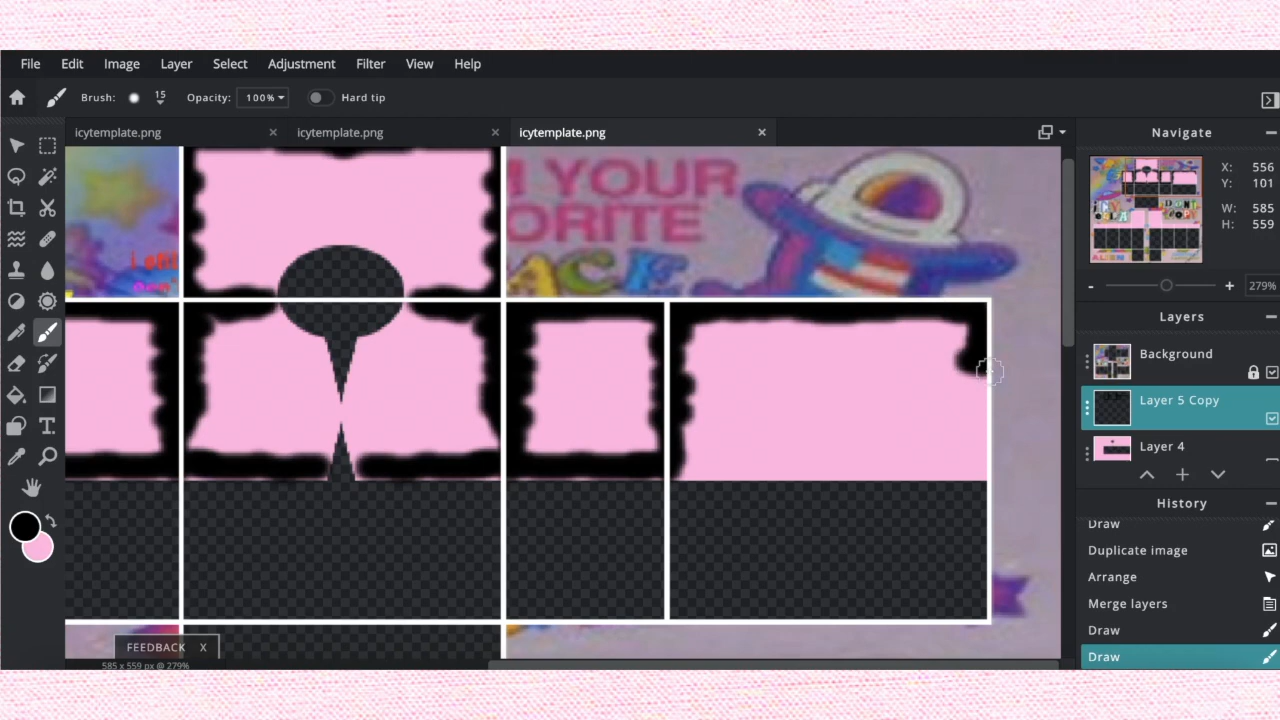 File Edit Image Layer Select Adjustment Filter View Help
Brush: 15 Opacity: 100% Hard tip
icytemplate.png icytemplate.png icytemplate.png
YOUR
ORITE
ACE
Navigate
X: 556
Y: 101
W: 585
H: 559
- + 279%
Layers
Background
Layer 5 Copy
Layer 4
History
Draw
Duplicate image
Arrange
Merge layers
Draw
Draw
FEEDBACK X
585 x 559 px @ 279%